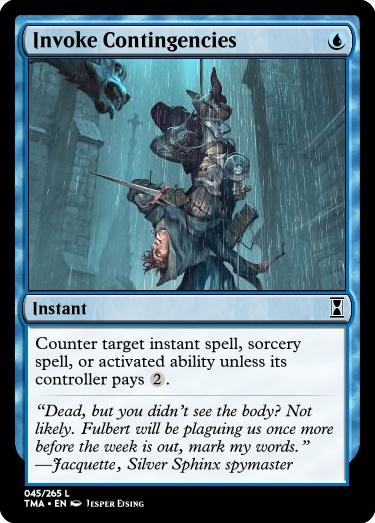 Invoke Contingencies
Instant
Counter target instant spell, sorcery
spell, or activated ability unless its
controller pays 2.
“Dead, but you didn’t see the body? Not
likely. Fulbert will be plaguing us once more
before the week is out, mark my words.”
—Jacquette, Silver Sphinx spymaster
045/265 L
TMA • EN Jesper Ejsing